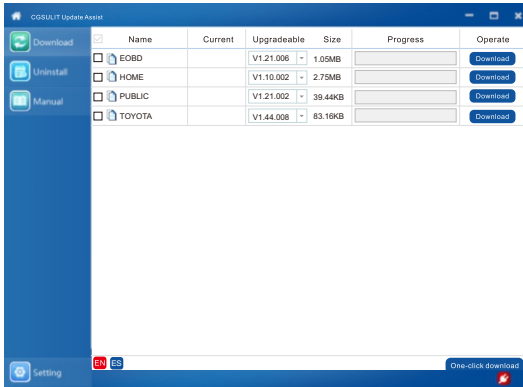 CGSULIT Update Assist
Download
Uninstall
Manual
Setting
Name Current Upgradeable Size Progress Operate
EOBD V1.21.006 1.05MB Download
HOME V1.10.002 2.75MB Download
PUBLIC V1.21.002 39.44KB Download
TOYOTA V1.44.008 83.16KB Download
EN ES
One-click download